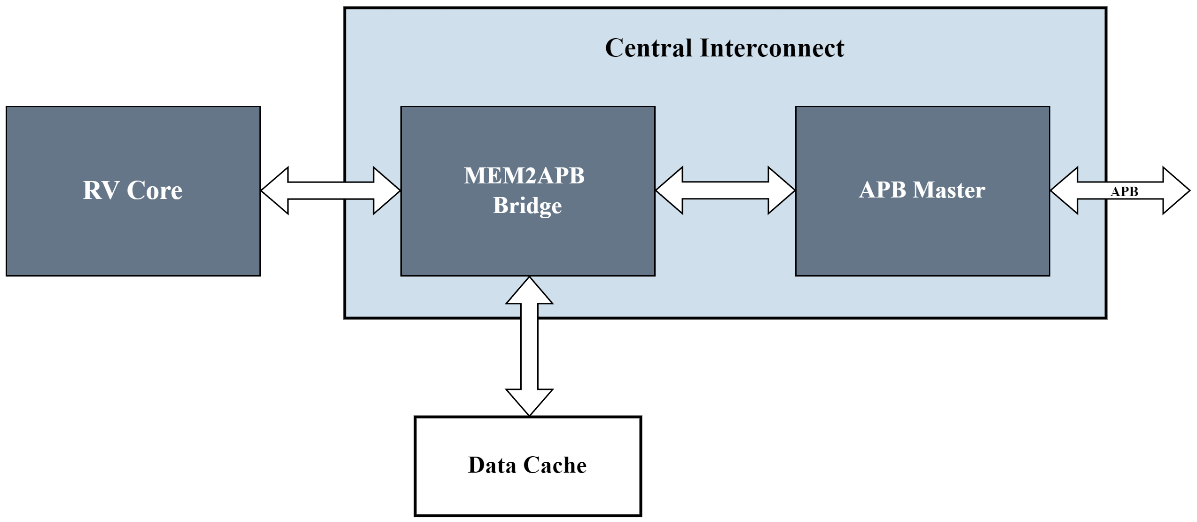 Central Interconnect
RV Core
MEM2APB
Bridge
APB Master
APB
Data Cache